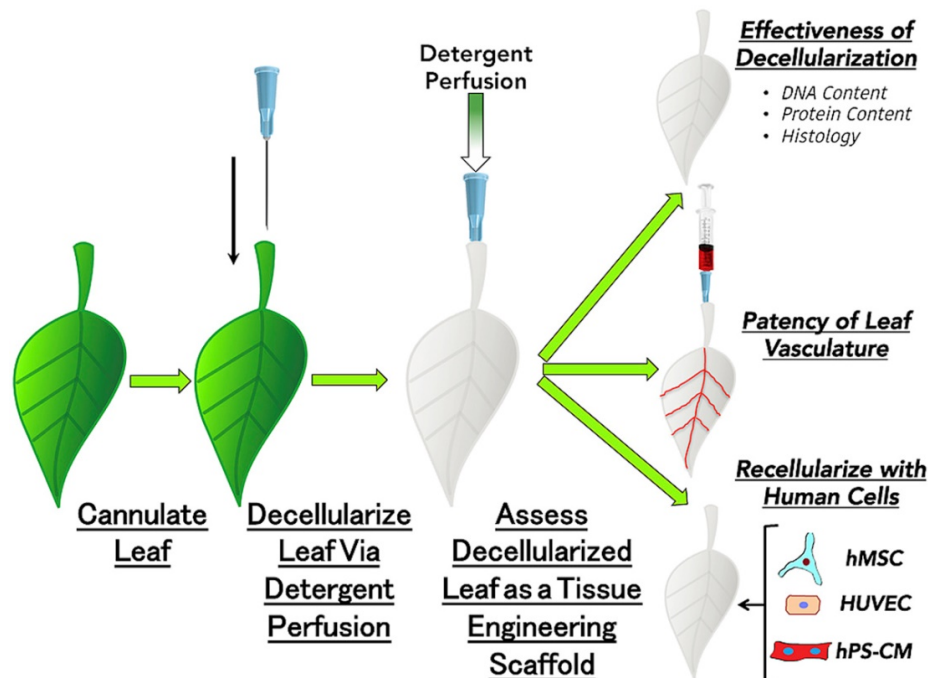 Detergent
Perfusion
Effectiveness of
Decellularization
• DNA Content
• Protein Content
• Histology
Patency of Leaf
Vasculature
Cannulate
Leaf
Decellularize
Leaf Via
Detergent
Perfusion
Assess
Decellularized
Leaf as a Tissue
Engineering
Scaffold
Recellularize with
Human Cells
hMSC
HUVEC
hPS-CM